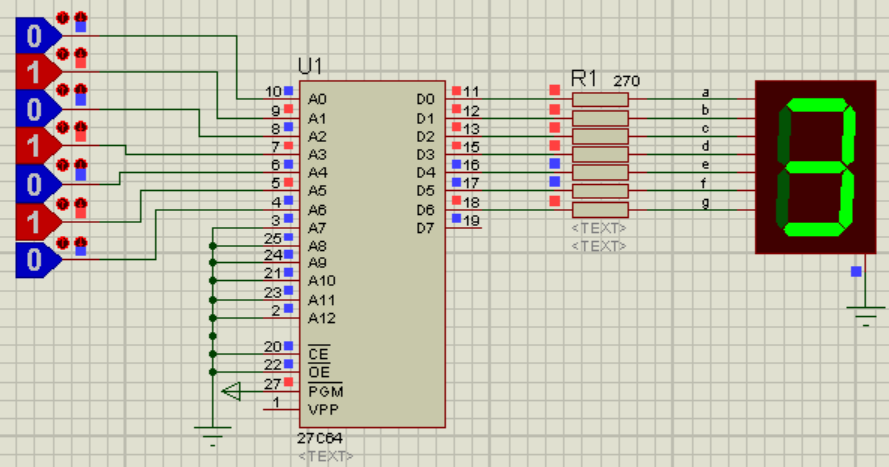 0
1
0
1
0
1
0
U1
10 A0 D0 11
9 A1 D1 12
8 A2 D2 13
7 A3 D3 15
6 A4 D4 16
5 A5 D5 17
4 A6 D6 18
3 A7 D7 19
25 A8
24 A9
21 A10
23 A11
2 A12
20 CE
22 OE
27 PGM
1 VPP
27C64
<TEXT>
R1 270
<TEXT>
<TEXT>
a
b
c
d
e
f
g
3